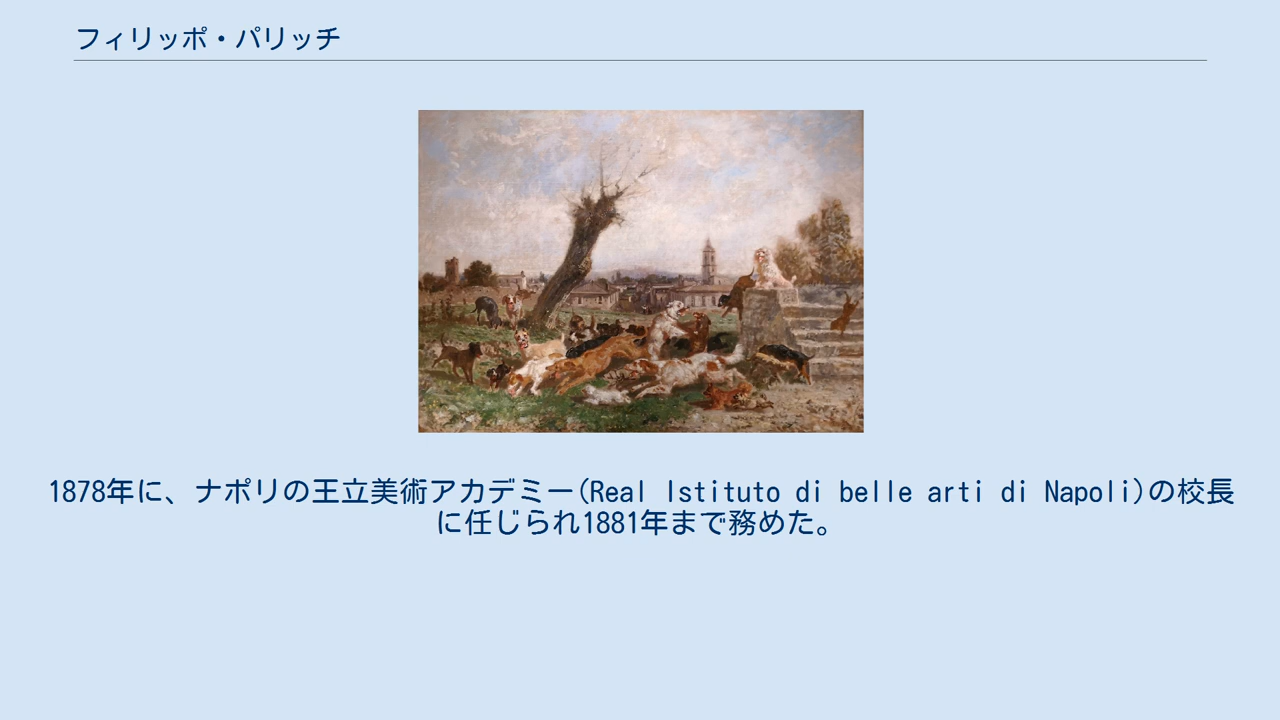 フィリッポ・パリッチ
1878年に、ナポリの王立美術アカデミー(Real Istituto di belle arti di Napoli)の校長
に任じられ1881年まで務めた。